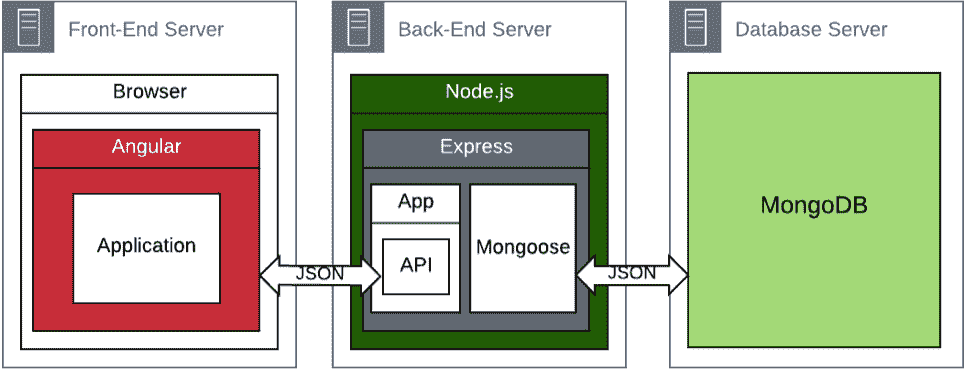 Front-End Server
Back-End Server
Database Server
Browser
Angular
Application
JSON
Node.js
Express
App
API
Mongoose
JSON
MongoDB